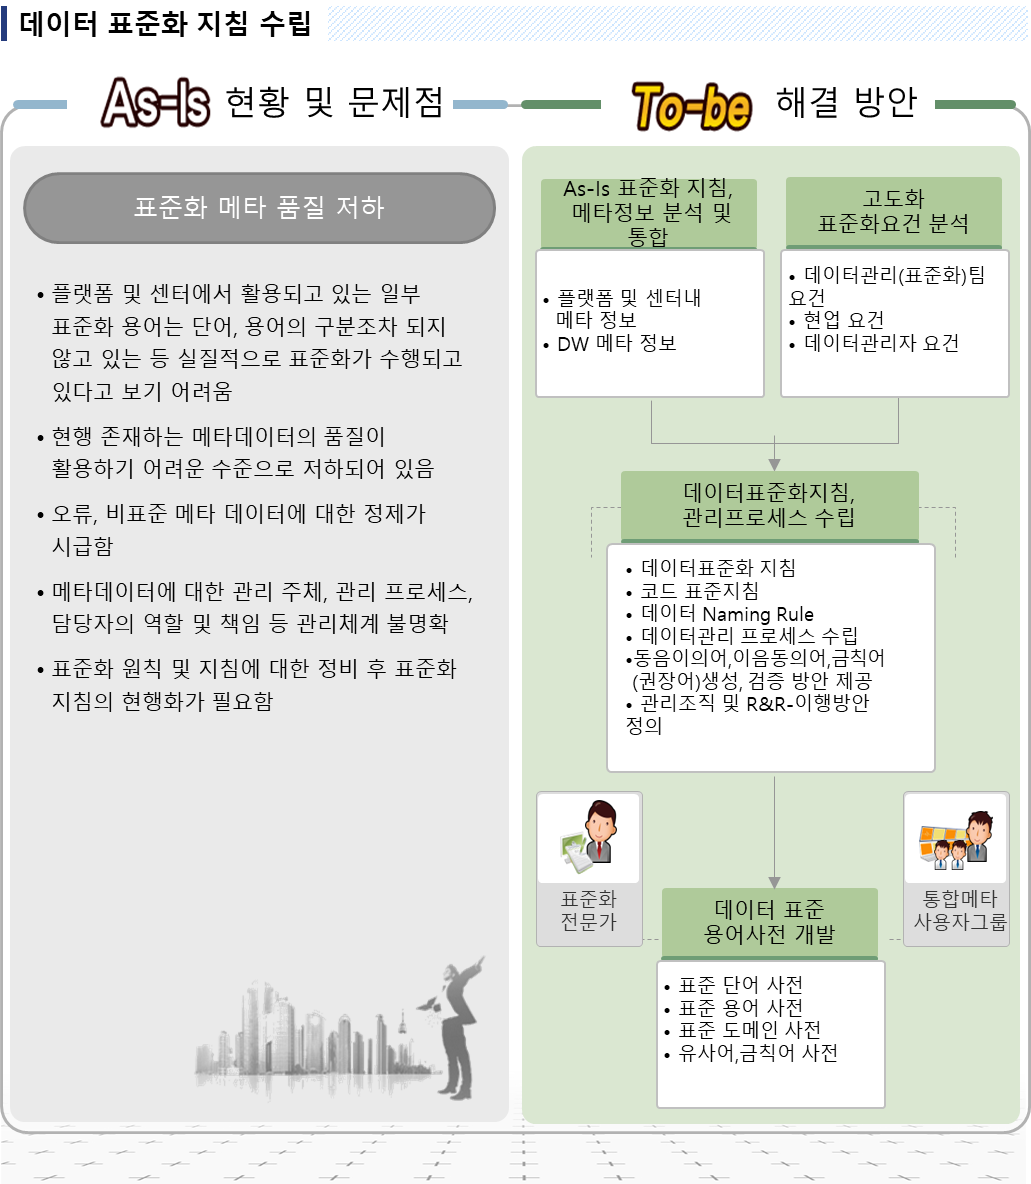 데이터 표준화 지침 수립
As-Is 현황 및 문제점
표준화 메타 품질 저하
• 플랫폼 및 센터에서 활용되고 있는 일부
표준화 용어는 단어, 용어의 구분조차 되지
않고 있는 등 실질적으로 표준화가 수행되고
있다고 보기 어려움
• 현행 존재하는 메타데이터의 품질이
활용하기 어려운 수준으로 저하되어 있음
• 오류, 비표준 메타 데이터에 대한 정제가
시급함
• 메타데이터에 대한 관리 주체, 관리 프로세스,
담당자의 역할 및 책임 등 관리체계 불명확
• 표준화 원칙 및 지침에 대한 정비 후 표준화
지침의 현행화가 필요함
To-be 해결 방안
As-Is 표준화 지침,
메타정보 분석 및
통합
• 플랫폼 및 센터내
메타 정보
• DW 메타 정보
고도화
표준화요건 분석
• 데이터관리(표준화)팀
요건
• 현업 요건
• 데이터관리자 요건
데이터표준화지침,
관리프로세스 수립
• 데이터표준화 지침
• 코드 표준지침
• 데이터 Naming Rule
• 데이터관리 프로세스 수립
•동음이의어,이음동의어,금칙어
(권장어)생성, 검증 방안 제공
• 관리조직 및 R&R-이행방안
정의
표준화
전문가
통합메타
사용자그룹
데이터 표준
용어사전 개발
• 표준 단어 사전
• 표준 용어 사전
• 표준 도메인 사전
• 유사어,금칙어 사전